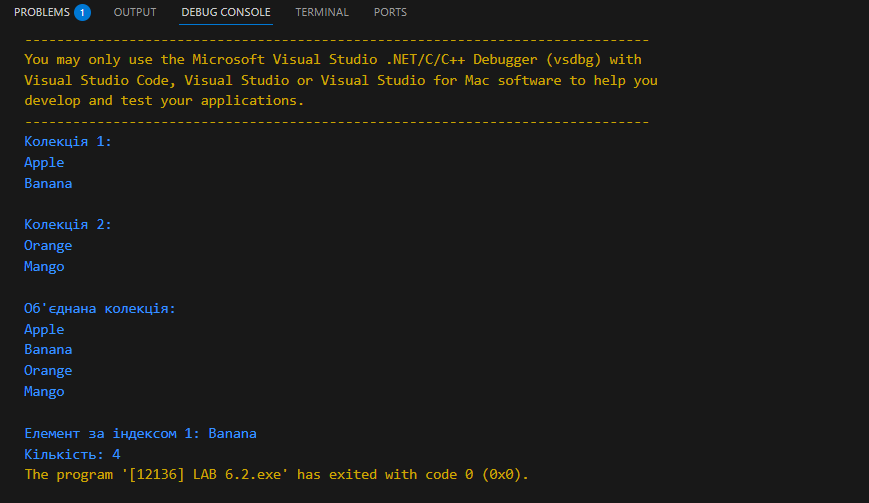 PROBLEMS 1 OUTPUT DEBUG CONSOLE TERMINAL PORTS
------------------------------------------------------------------------------
You may only use the Microsoft Visual Studio .NET/C/C++ Debugger (vsdbg) with
Visual Studio Code, Visual Studio or Visual Studio for Mac software to help you
develop and test your applications.
------------------------------------------------------------------------------
Колекція 1:
Apple
Banana
Колекція 2:
Orange
Mango
Об'єднана колекція:
Apple
Banana
Orange
Mango
Елемент за індексом 1: Banana
Кількість: 4
The program '[12136] LAB 6.2.exe' has exited with code 0 (0x0).